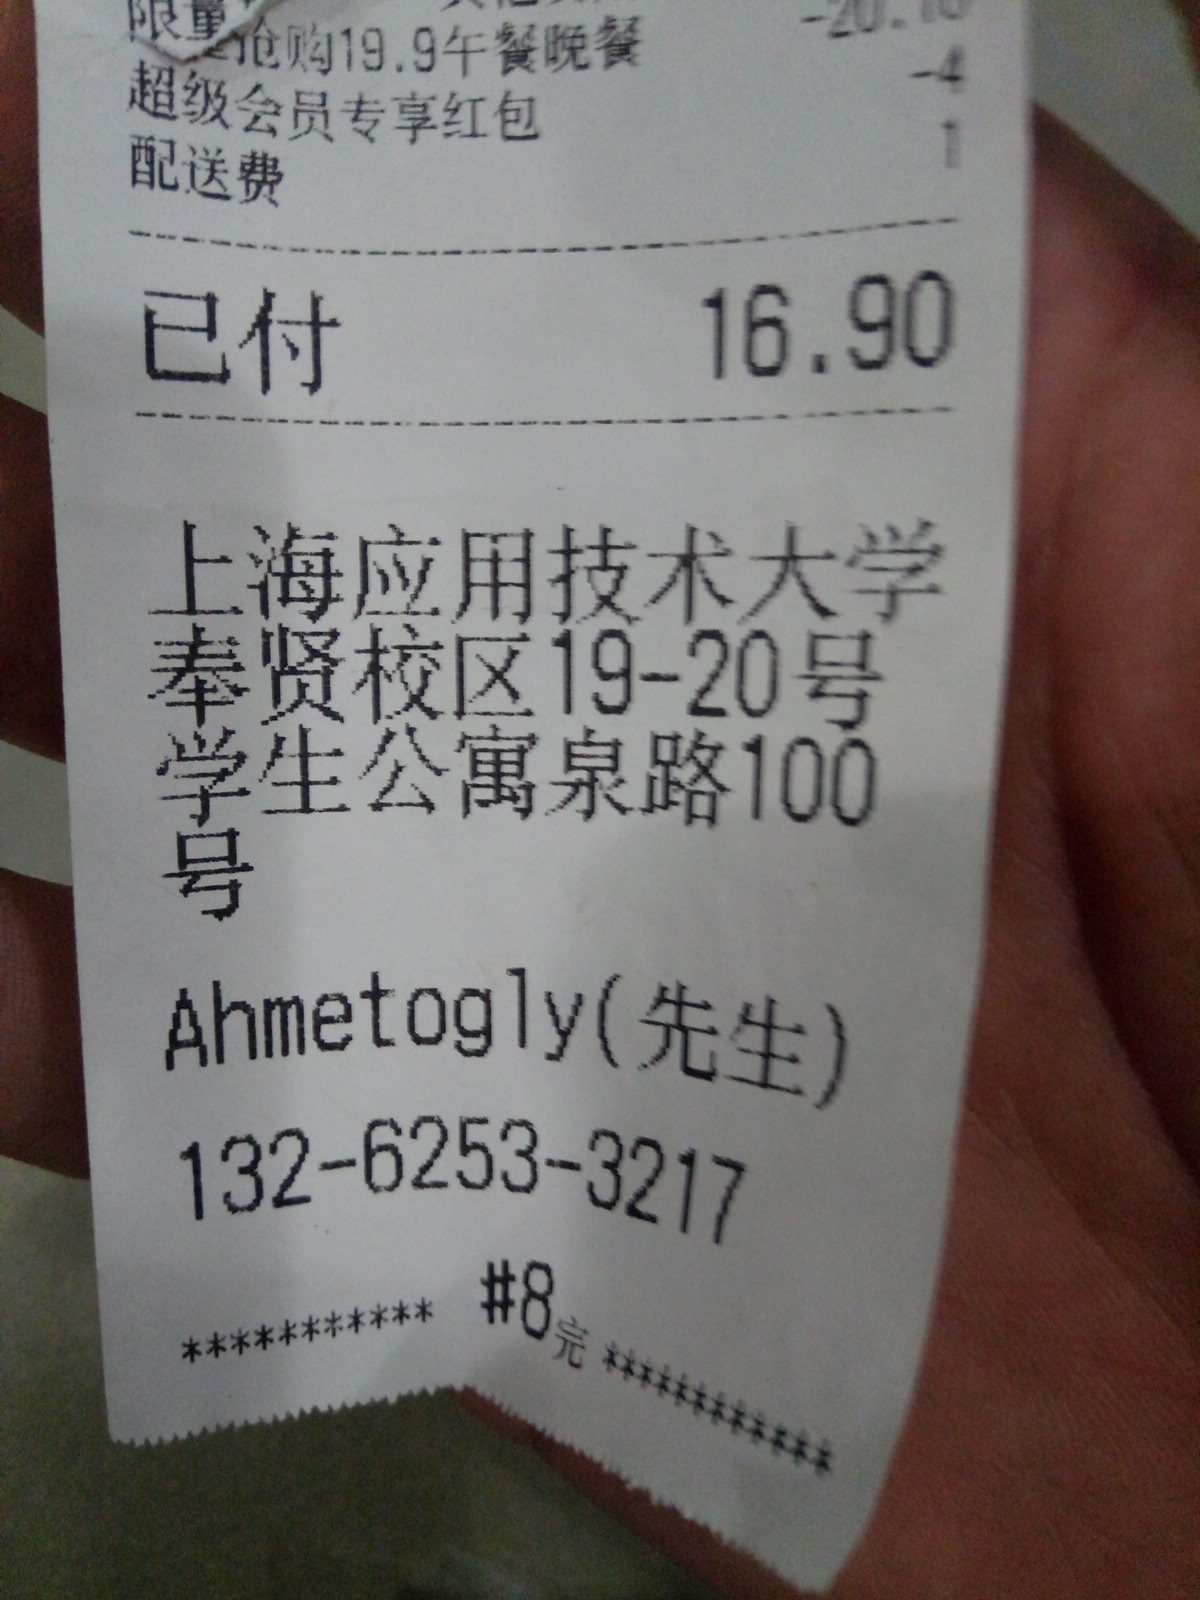 限量抢购19.9午餐晚餐
-4
超级会员专享红包
1
配送费
已付 16.90
上海应用技术大学
奉贤校区19-20号
学生公寓泉路100
号
Ahmetogly(先生)
132-6253-3217
*********** #8完 ************